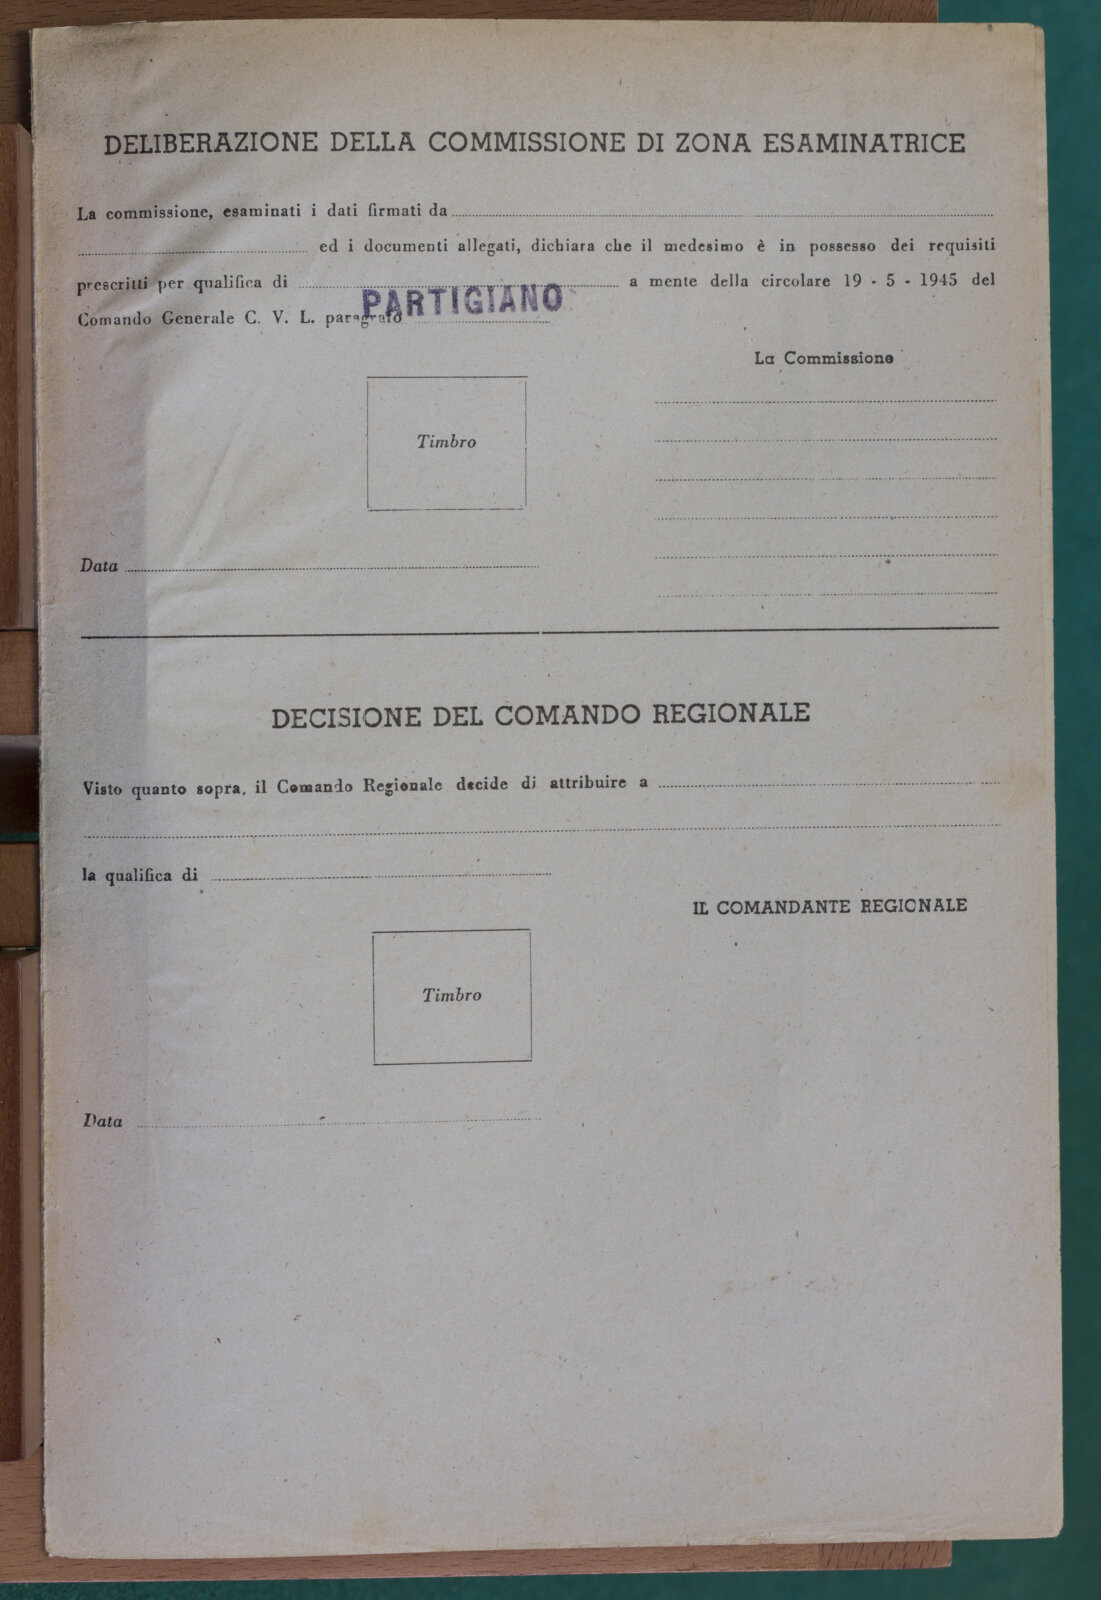 DELIBERAZIONE DELLA COMMISSIONE DI ZONA ESAMINATRICE
La commissione, esaminati i dati firmati da
ed i documenti allegati, dichiara che il medesimo è in possesso dei requisiti
prescritti per qualifica di a mente della circolare 19 - 5 - 1945 del
PARTIGIANO
Comando Generale C. V. L. paragrafo
La Commissione
Timbro
Data
DECISIONE DEL COMANDO REGIONALE
Visto quanto sopra, il Comando Regionale decide di attribuire a
la qualifica di
IL COMANDANTE REGIONALE
Timbro
Data